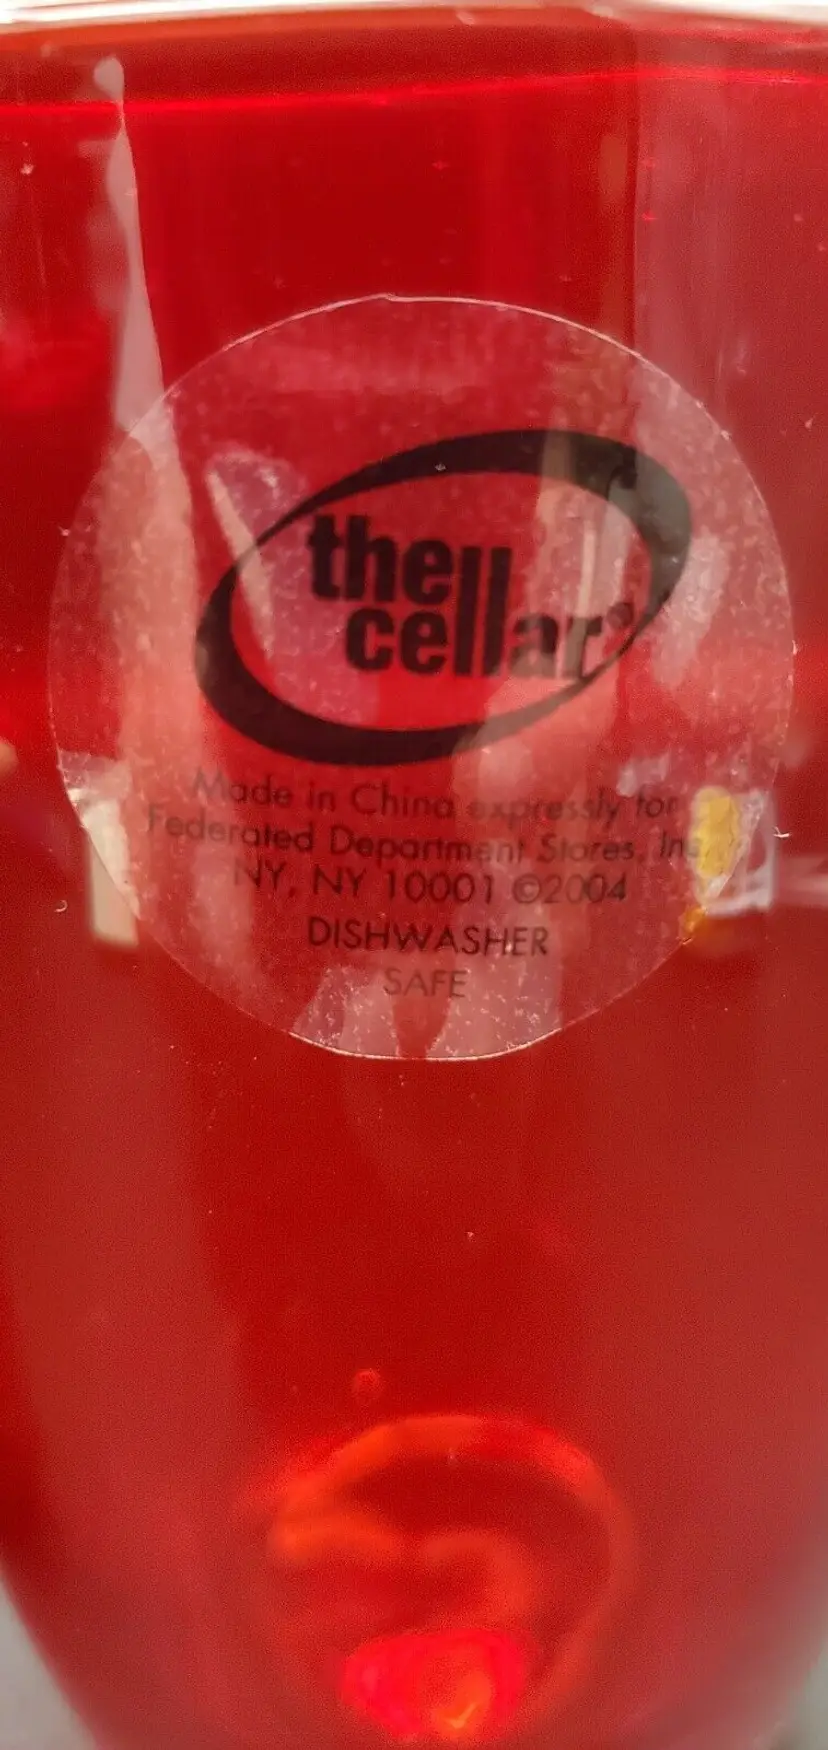 the
cellar®
Made in China expressly for
Federated Department Stores, Inc.
NY, NY 10001 ©2004
DISHWASHER
SAFE